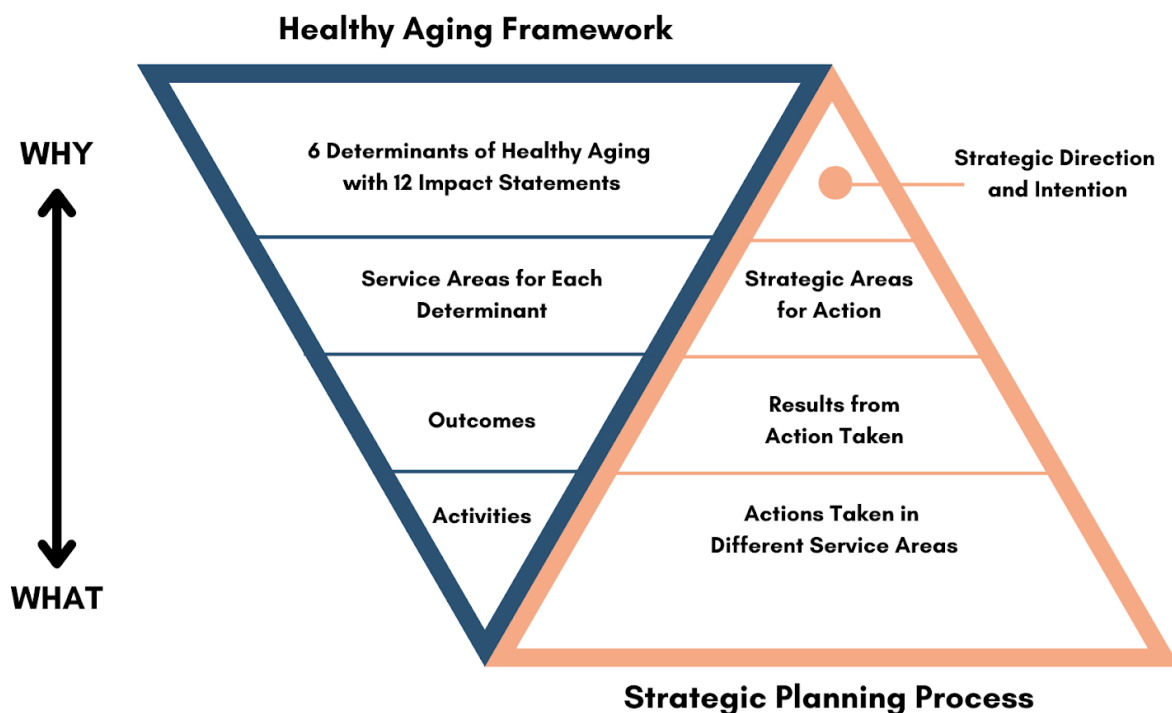 Healthy Aging Framework
WHY
6 Determinants of Healthy Aging
with 12 Impact Statements
Strategic Direction
and Intention
Service Areas for Each
Determinant
Strategic Areas
for Action
Outcomes
Results from
Action Taken
Activities
Actions Taken in
Different Service Areas
WHAT
Strategic Planning Process